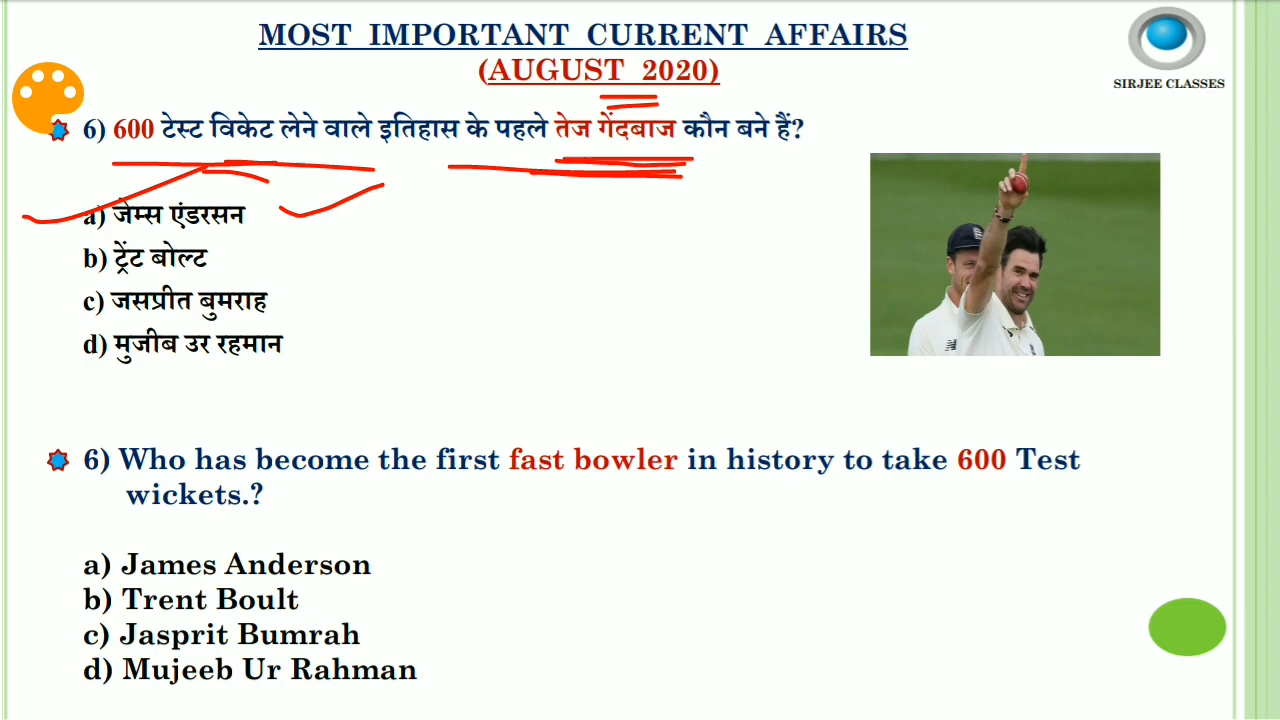 MOST IMPORTANT CURRENT AFFAIRS
(AUGUST 2020)
SIRJEE CLASSES
6) 600 टेस्ट विकेट लेने वाले इतिहास के पहले तेज गेंदबाज कौन बने हैं?
a) जेम्स एंडरसन
b) ट्रेंट बोल्ट
c) जसप्रीत बुमराह
d) मुजीब उर रहमान
6) Who has become the first fast bowler in history to take 600 Test
wickets.?
a) James Anderson
b) Trent Boult
c) Jasprit Bumrah
d) Mujeeb Ur Rahman